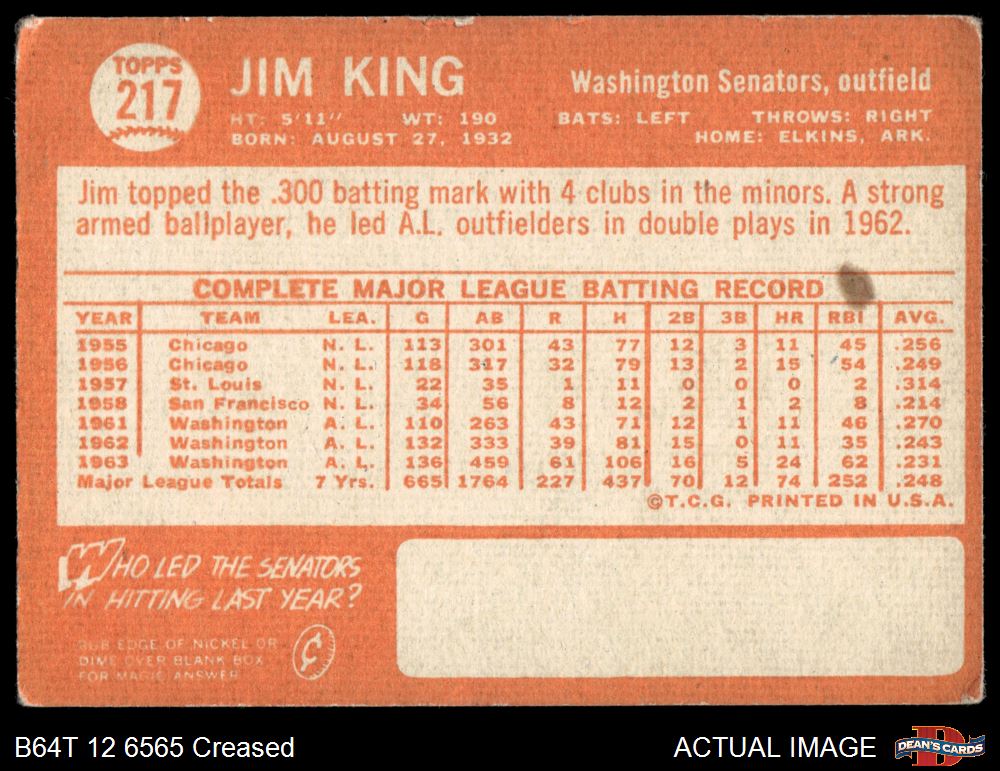 TOPPS
217
JIM KING
Washington Senators, outfield
HT: 5'11" WT: 190 BATS: LEFT THROWS: RIGHT
BORN: AUGUST 27, 1932 HOME: ELKINS, ARK.
Jim topped the .300 batting mark with 4 clubs in the minors. A strong
armed ballplayer, he led A.L. outfielders in double plays in 1962.
COMPLETE MAJOR LEAGUE BATTING RECORD
YEAR TEAM LEA. G AB R H 2B 3B HR RBI AVG.
1955 Chicago N. L. 113 301 43 77 12 3 11 45 .256
1956 Chicago N. L. 118 317 32 79 13 2 15 54 .249
1957 St. Louis N. L. 22 35 1 11 0 0 0 2 .314
1958 San Francisco N. L. 34 56 8 12 2 1 2 8 .214
1961 Washington A. L. 110 263 43 71 12 1 11 46 .270
1962 Washington A. L. 132 333 39 81 15 0 11 35 .243
1963 Washington A. L. 136 459 61 106 16 5 24 62 .231
Major League Totals 7 Yrs. 665 1764 227 437 70 12 74 252 .248
©T.C.G. PRINTED IN U.S.A.
WHO LED THE SENATORS
IN HITTING LAST YEAR?
RUB EDGE OF NICKEL OR
DIME OVER BLANK BOX
FOR MAGIC ANSWER
¢
B64T 12 6565 Creased
ACTUAL IMAGE
D
DEAN'S CARDS